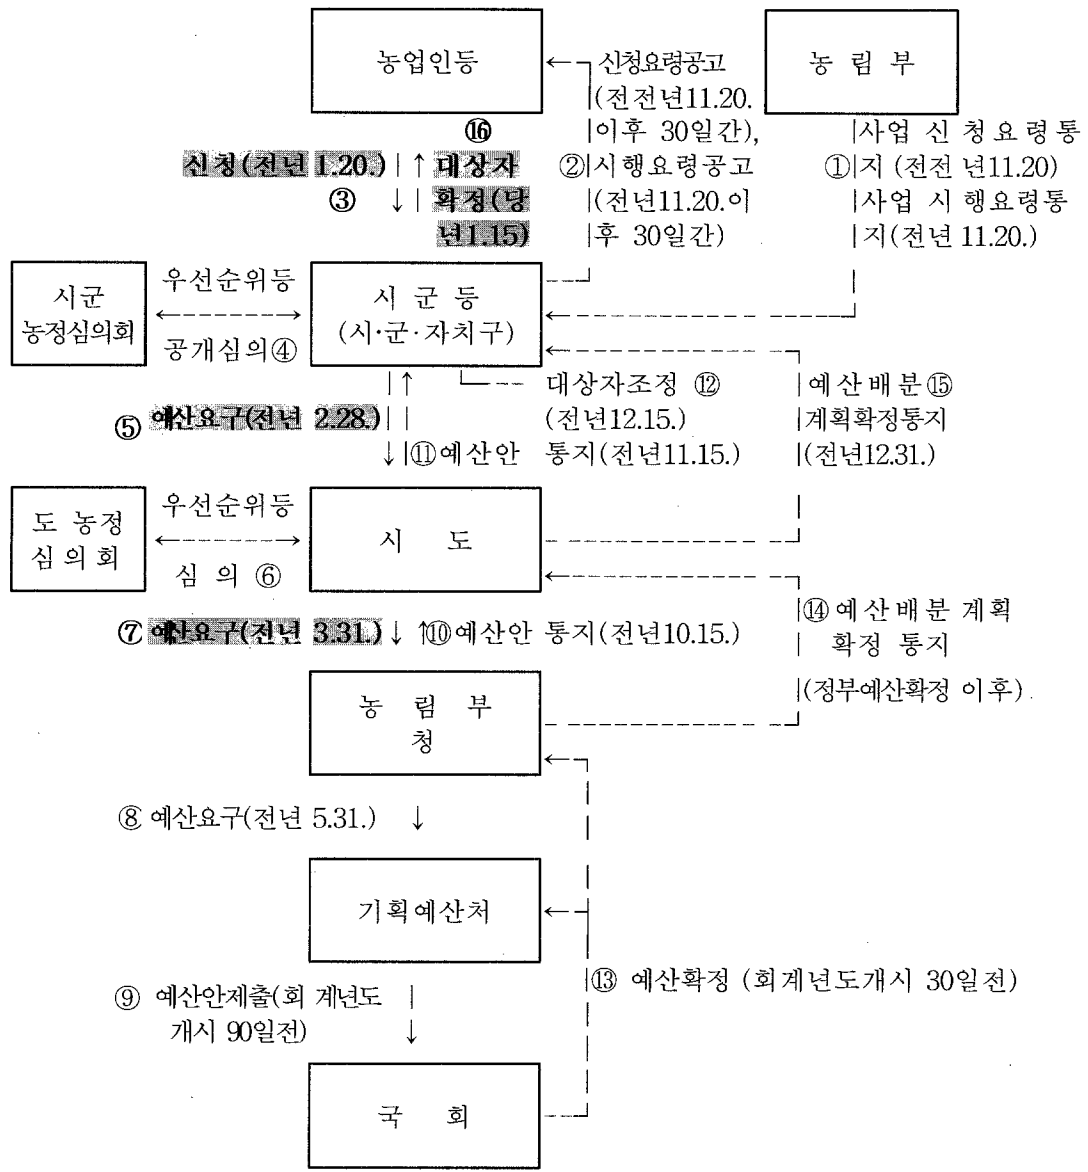 농업인등
신청요령공고
농 림 부
(전전년11.20.
⑯
이후 30일간),
사업 신 청요령통
신청(전년 1.20.)
대상자
②시행요령공고
①지 (전전 년11.20)
③
확정(당
(전년11.20.이
사업 시 행요령통
년1.15)
후 30일간)
지(전년 11.20.)
시군
농정심의회
우선순위등
공개심의④
시 군 등
(시·군·자치구)
대상자조정 ⑫
(전년12.15.)
예산배분⑮
계획확정통지
(전년12.31.)
⑤ 예산요구(전년 2.28.)
⑪예산안 통지(전년11.15.)
도 농정
심의회
우선순위등
심 의 ⑥
시 도
⑦ 예산요구(전년 3.31.)
⑩예산안 통지(전년10.15.)
⑭예산배분 계획
확정 통지
(정부예산확정 이후)
농 림 부
청
⑧ 예산요구(전년 5.31.)
기획예산처
⑨ 예산안제출(회 계년도
개시 90일전)
⑬ 예산확정 (회계년도개시 30일전)
국 회